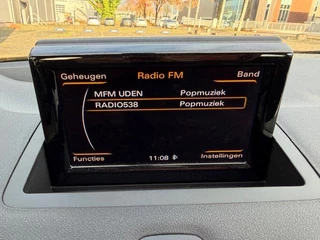 Geheugen Radio FM Band
MFM UDEN Popmuziek
RADIO538 Popmuziek
Functies 11:08 Instellingen